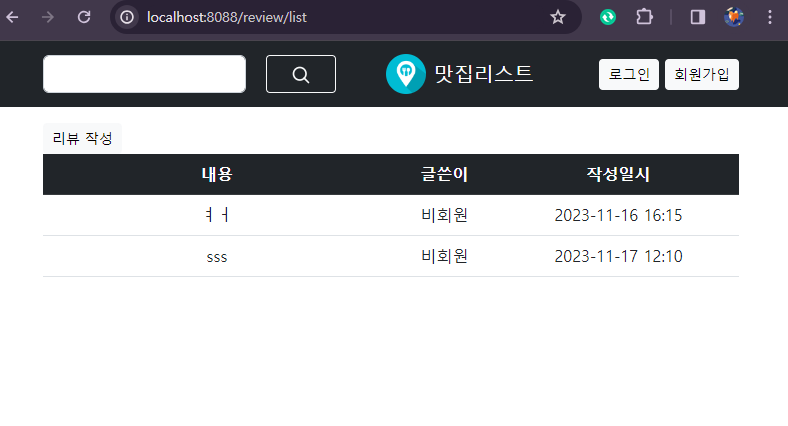 localhost:8088/review/list
맛집리스트
로그인 회원가입
리뷰 작성
내용 글쓴이 작성일시
ㅕㅓ 비회원 2023-11-16 16:15
sss 비회원 2023-11-17 12:10